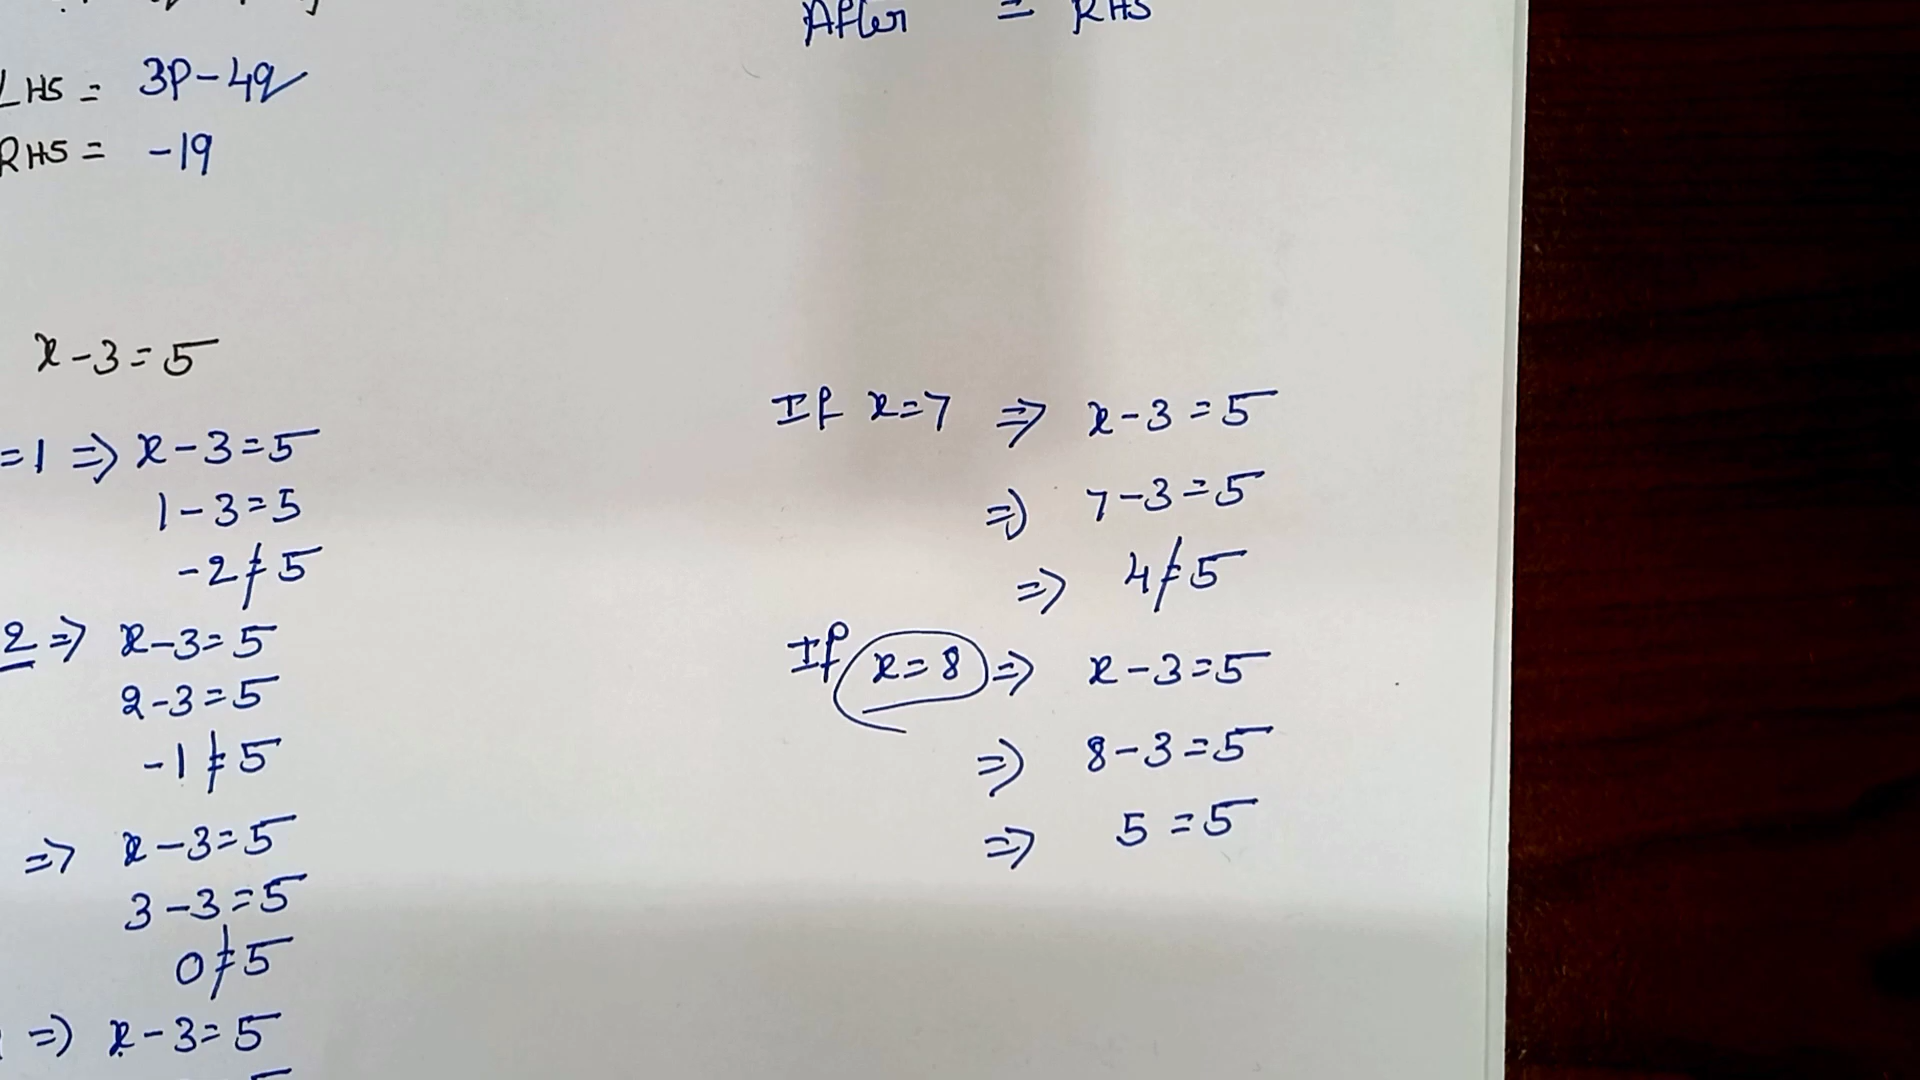 After = RHS
LHS = 3P-4q
RHS = -19
x-3=5
=1 ⇒ x-3=5
1-3=5
-2≠5
2 ⇒ x-3=5
2-3=5
-1≠5
⇒ x-3=5
3-3=5
0≠5
⇒ x-3=5
If x=7 ⇒ x-3=5
⇒ 7-3=5
⇒ 4≠5
If x=8 ⇒ x-3=5
⇒ 8-3=5
⇒ 5=5